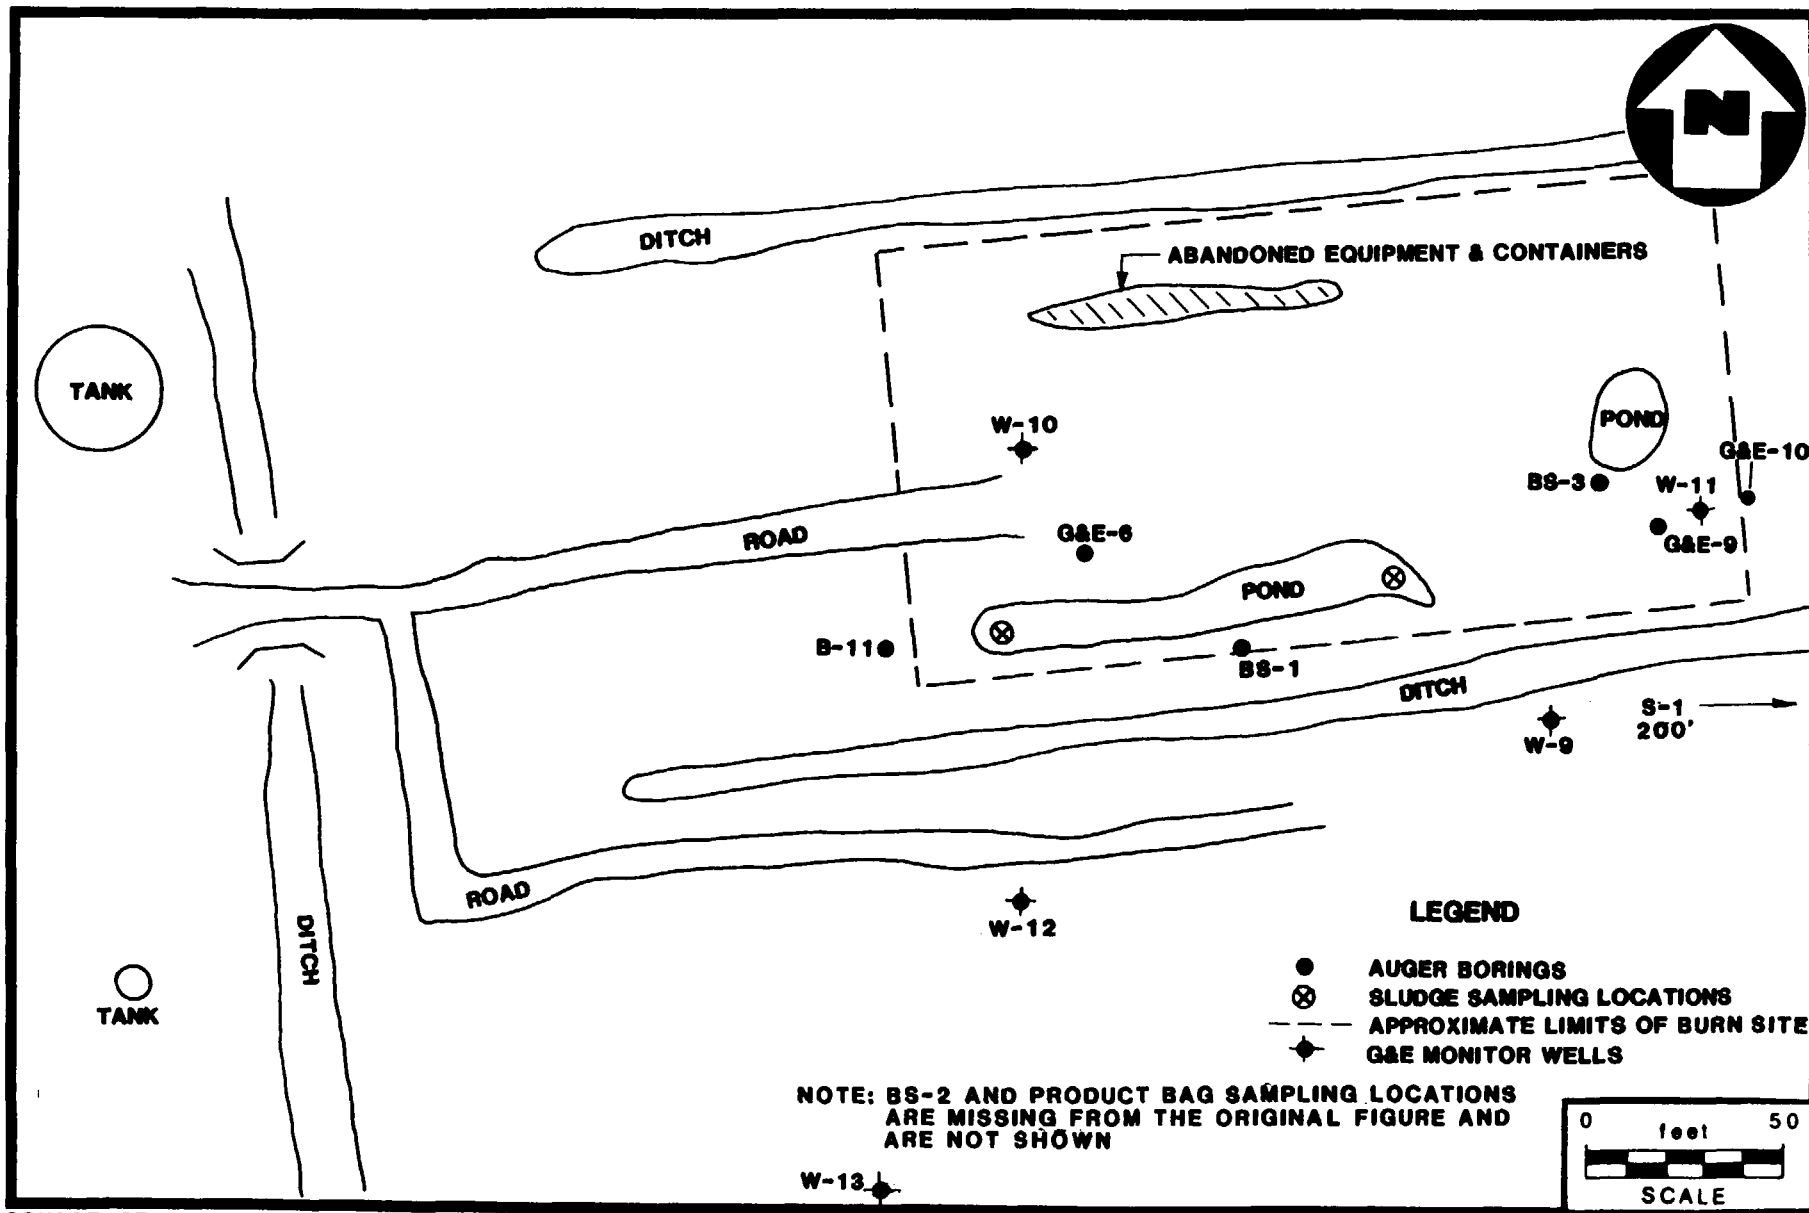 N
DITCH
ABANDONED EQUIPMENT & CONTAINERS
TANK
POND
W-10
G&E-10
BS-3
W-11
ROAD
G&E-6
G&E-9
POND
B-11
BS-1
DITCH
S-1
200'
W-9
ROAD
DITCH
W-12
TANK
LEGEND
AUGER BORINGS
SLUDGE SAMPLING LOCATIONS
APPROXIMATE LIMITS OF BURN SITE
G&E MONITOR WELLS
NOTE: BS-2 AND PRODUCT BAG SAMPLING LOCATIONS
ARE MISSING FROM THE ORIGINAL FIGURE AND
ARE NOT SHOWN
0 feet 50
SCALE
W-13